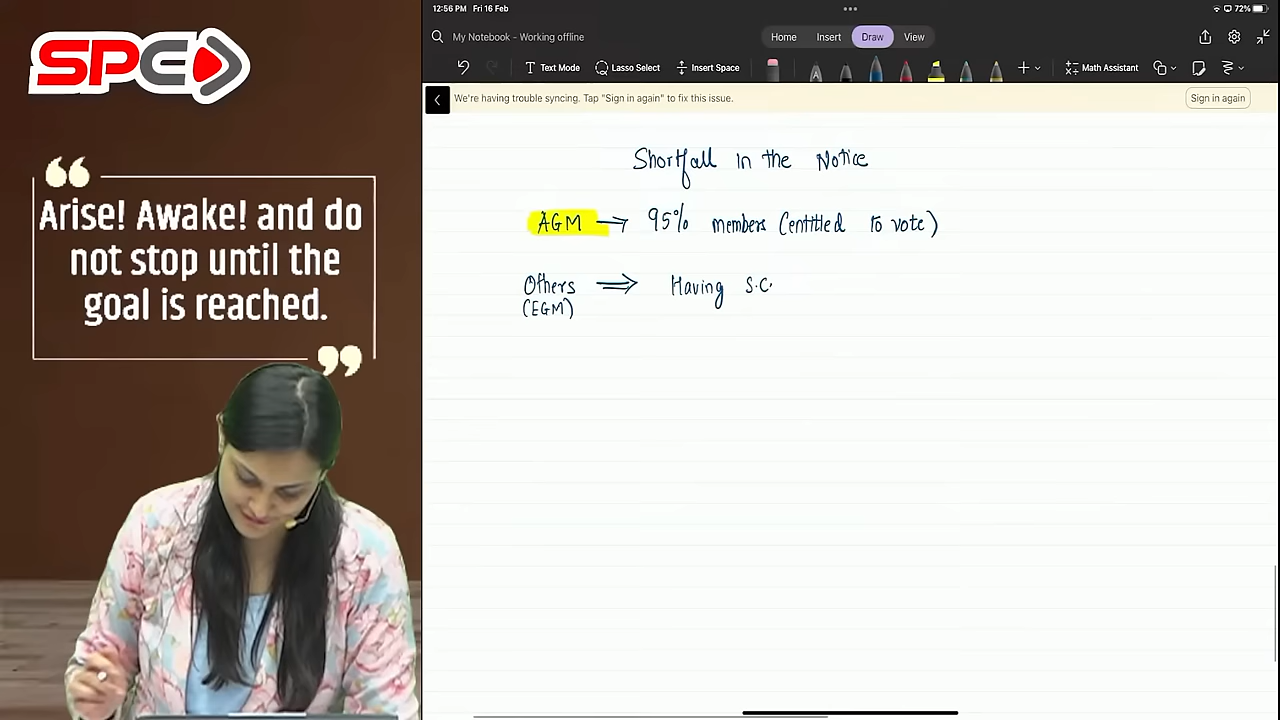 SPC
❝
Arise! Awake! and do
not stop until the
goal is reached.
❞
12:56 PM Fri 16 Feb
72%
My Notebook - Working offline
Home Insert Draw View
Text Mode Lasso Select Insert Space Math Assistant
We're having trouble syncing. Tap "Sign in again" to fix this issue. Sign in again
Shortfall in the Notice
AGM → 95% members (entitled to vote)
Others ⇒ Having S.C.
(EGM)